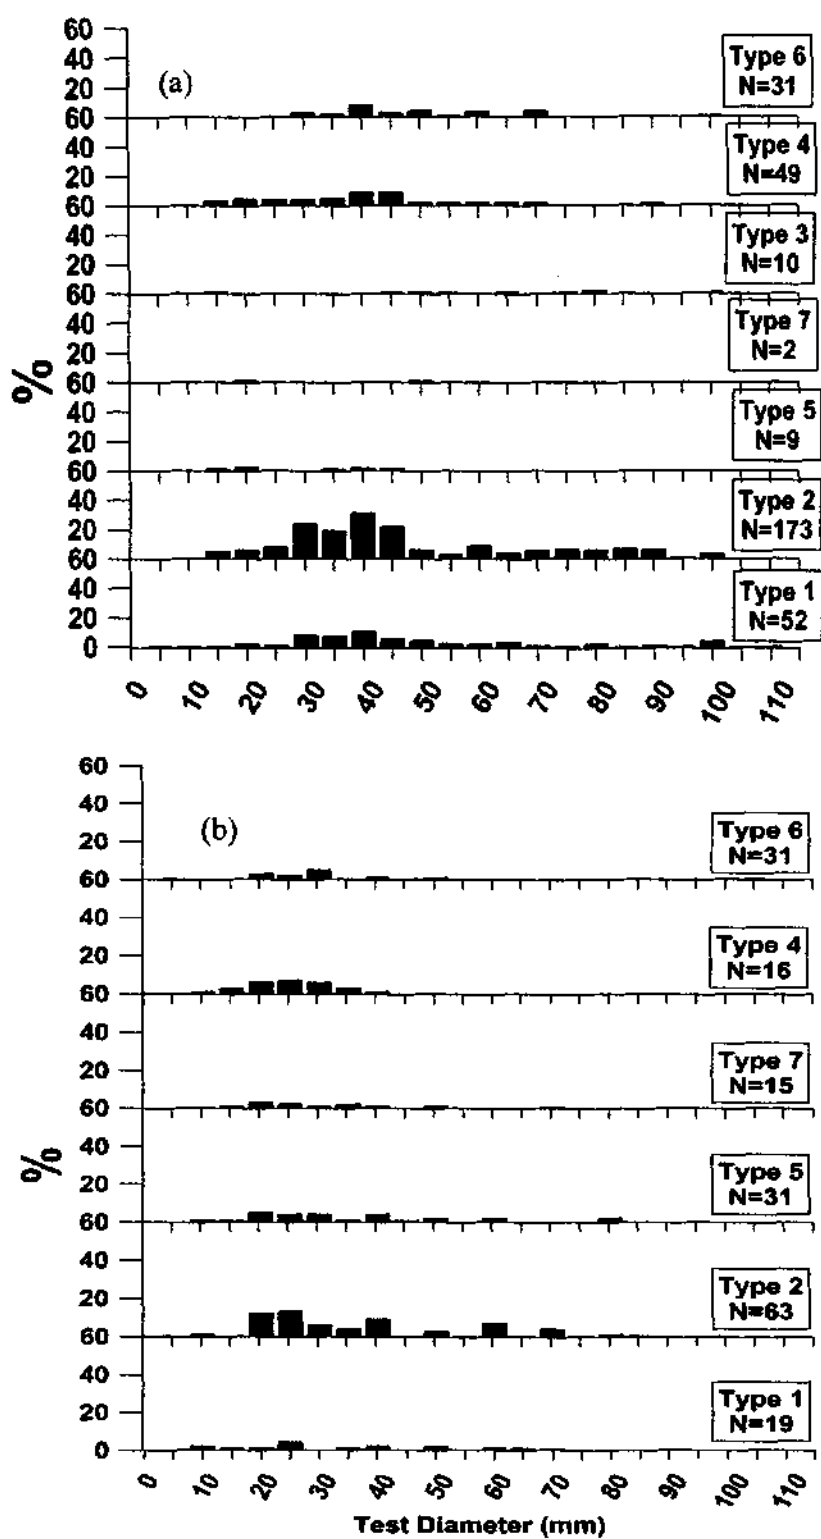 60
40
(a)
20
Type 6
N=31
60
40
20
Type 4
N=49
60
40
20
Type 3
N=10
60
40
20
Type 7
N=2
60
40
20
Type 5
N=9
60
40
20
Type 2
N=173
60
40
20
0
Type 1
N=52
%
0 10 20 30 40 50 60 70 80 90 100 110
60
40
(b)
20
Type 6
N=31
60
40
20
Type 4
N=16
60
40
20
Type 7
N=15
60
40
20
Type 5
N=31
60
40
20
Type 2
N=63
60
40
20
0
Type 1
N=19
%
0 10 20 30 40 50 60 70 80 90 100 110
Test Diameter (mm)